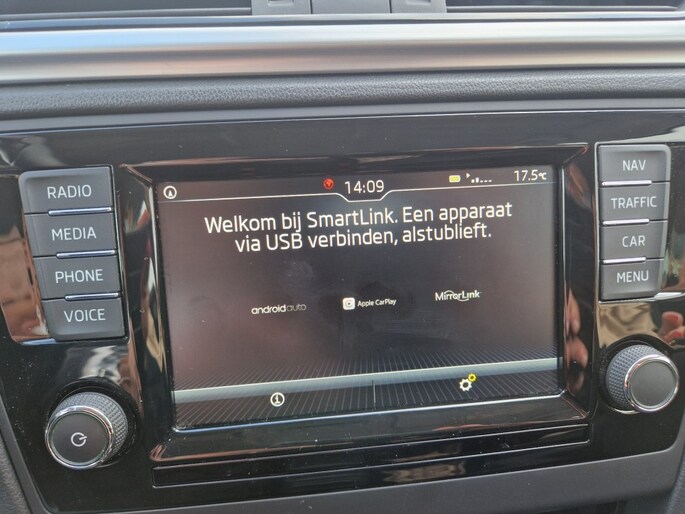 RADIO
MEDIA
PHONE
VOICE
14:09
17.5°C
Welkom bij SmartLink. Een apparaat
via USB verbinden, alstublieft.
androidauto
Apple CarPlay
MirrorLink
NAV
TRAFFIC
CAR
MENU